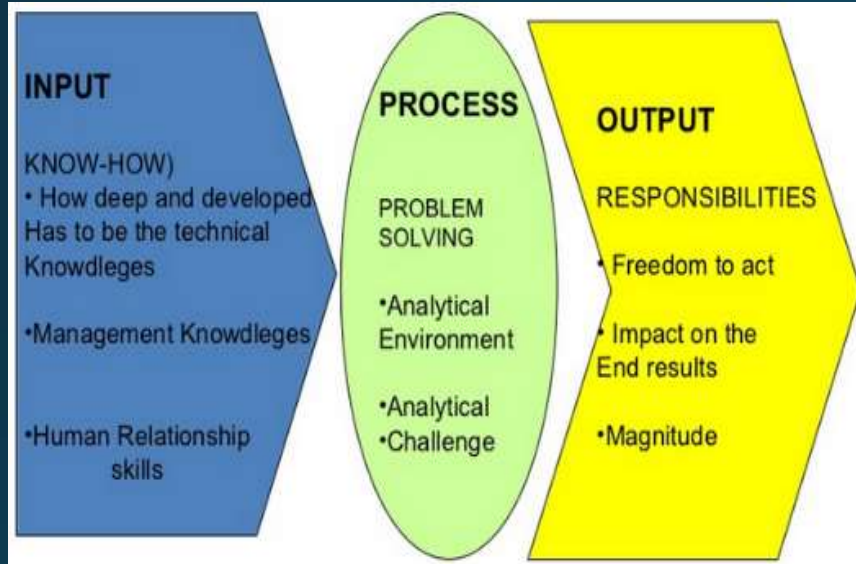 INPUT
KNOW-HOW)
• How deep and developed
Has to be the technical
Knowdleges
•Management Knowdleges
•Human Relationship
skills
PROCESS
PROBLEM
SOLVING
•Analytical
Environment
•Analytical
•Challenge
OUTPUT
RESPONSIBILITIES
• Freedom to act
• Impact on the
End results
•Magnitude